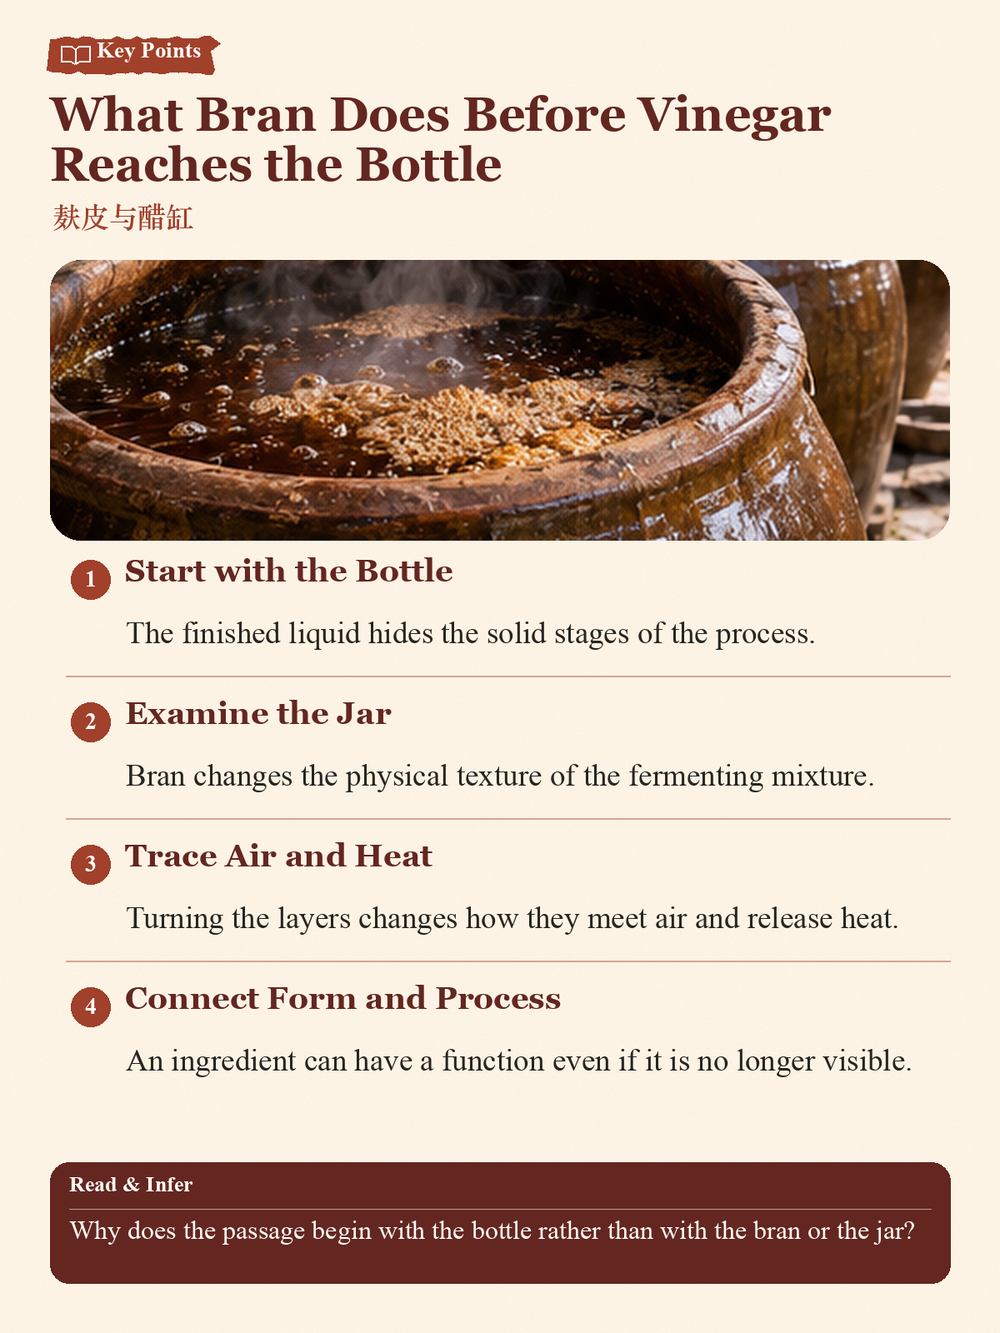 Key Points
What Bran Does Before Vinegar
Reaches the Bottle
麸皮与醋缸
1 Start with the Bottle
The finished liquid hides the solid stages of the process.
2 Examine the Jar
Bran changes the physical texture of the fermenting mixture.
3 Trace Air and Heat
Turning the layers changes how they meet air and release heat.
4 Connect Form and Process
An ingredient can have a function even if it is no longer visible.
Read & Infer
Why does the passage begin with the bottle rather than with the bran or the jar?